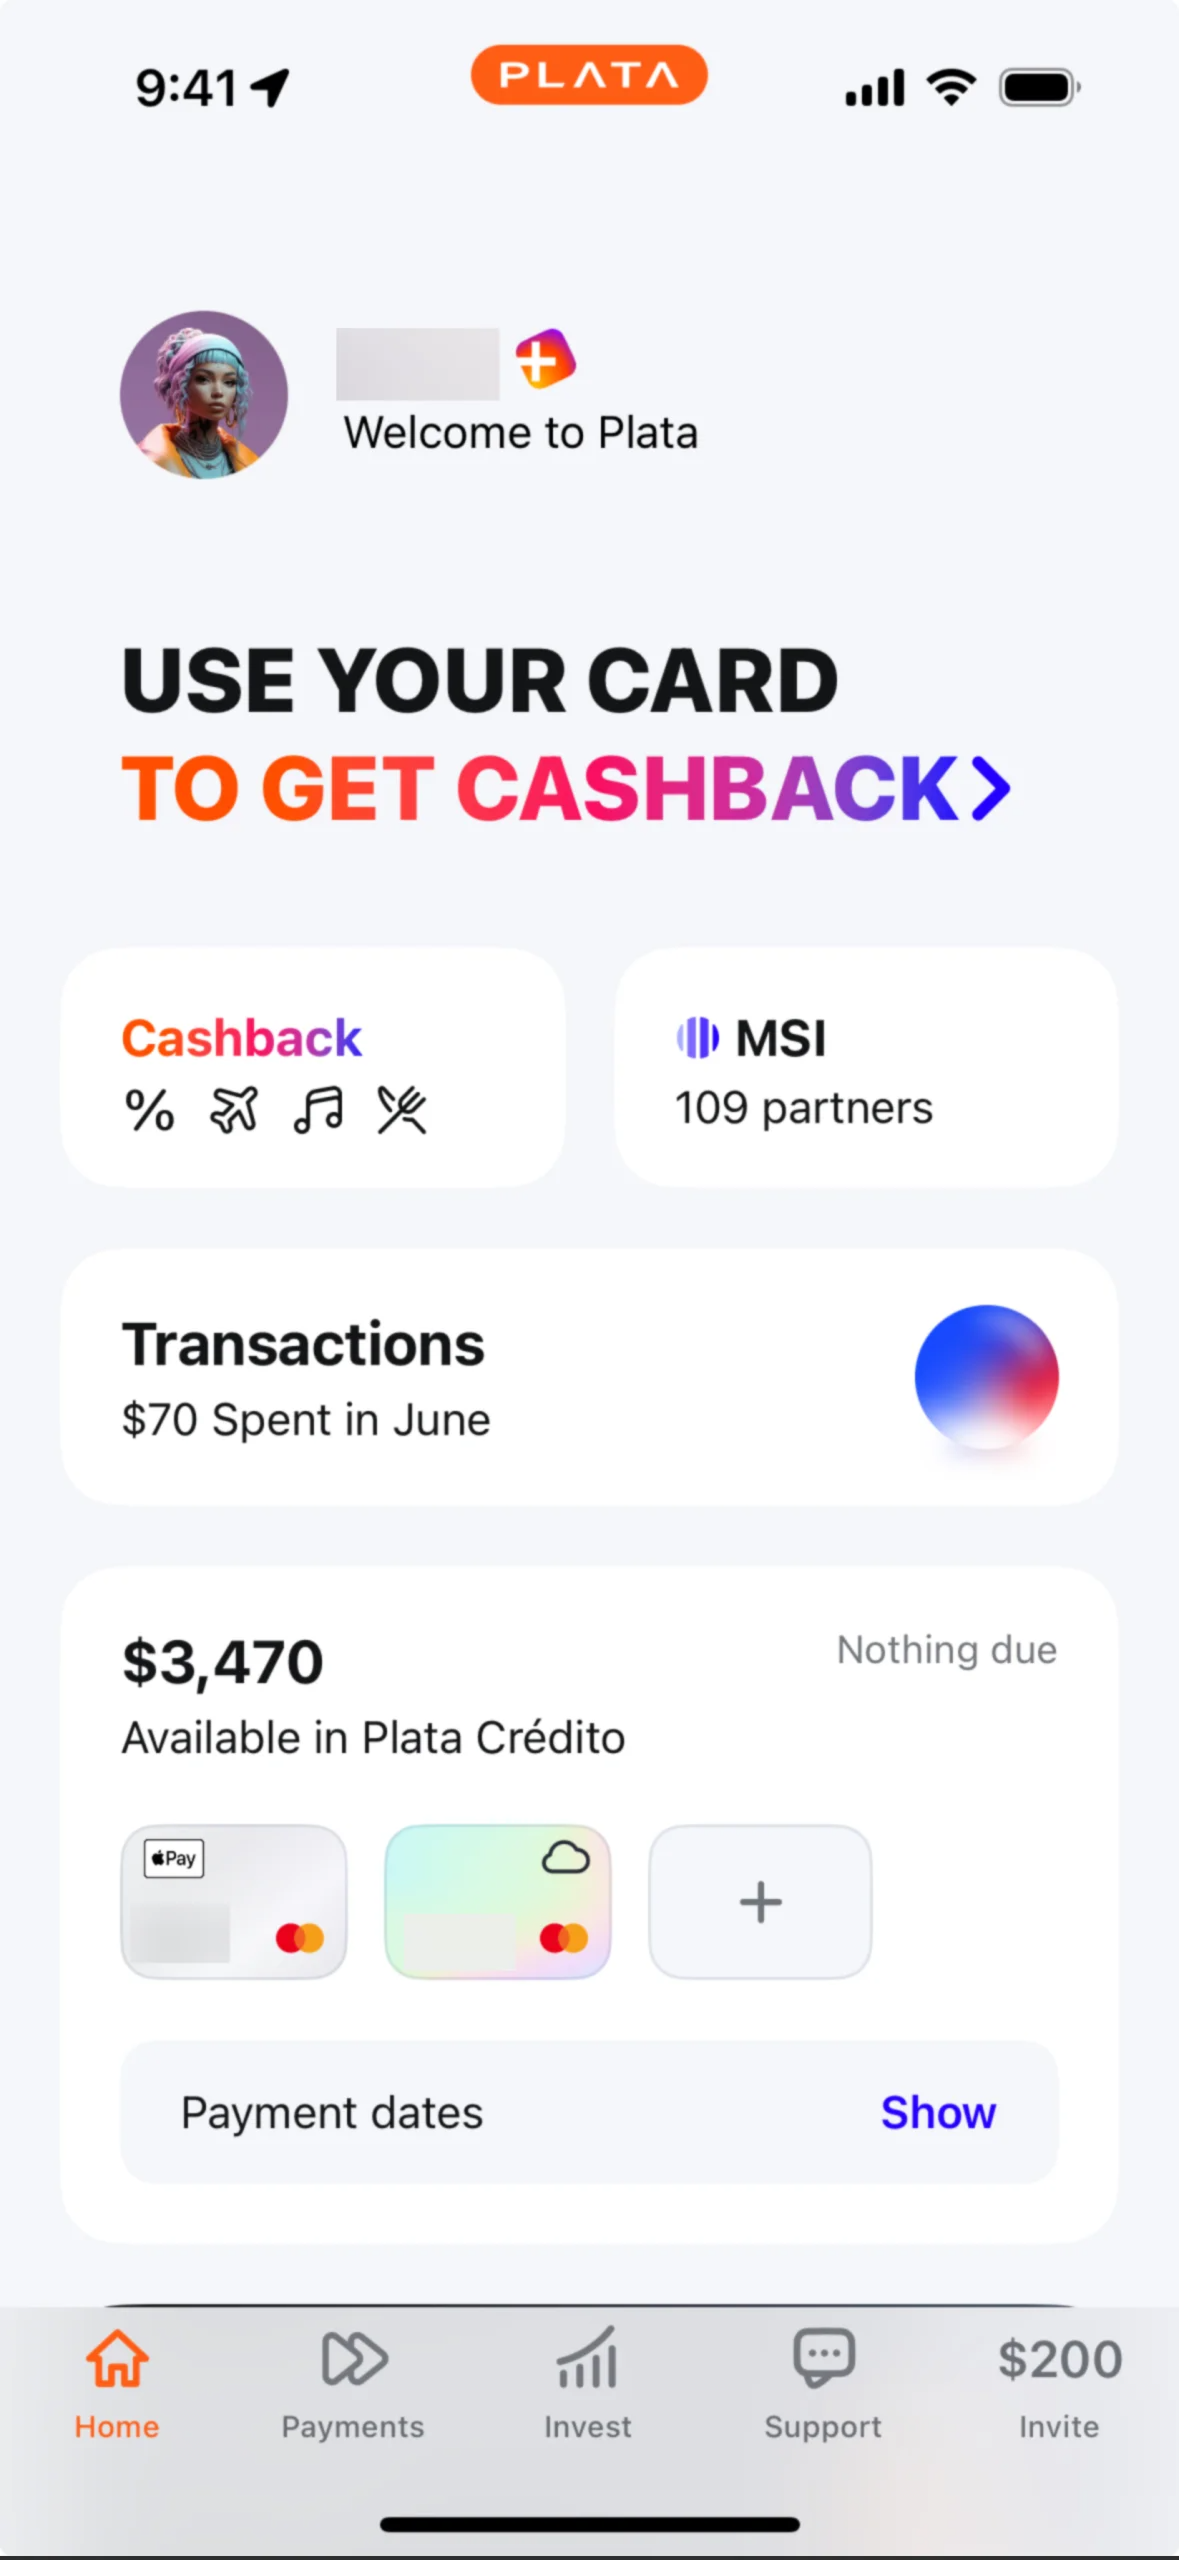 9:41
PLATA
Welcome to Plata
USE YOUR CARD
TO GET CASHBACK
Cashback
MSI
109 partners
Transactions
$70 Spent in June
$3,470
Nothing due
Available in Plata Crédito
Pay
Payment dates
Show
$200
Home
Payments
Invest
Support
Invite